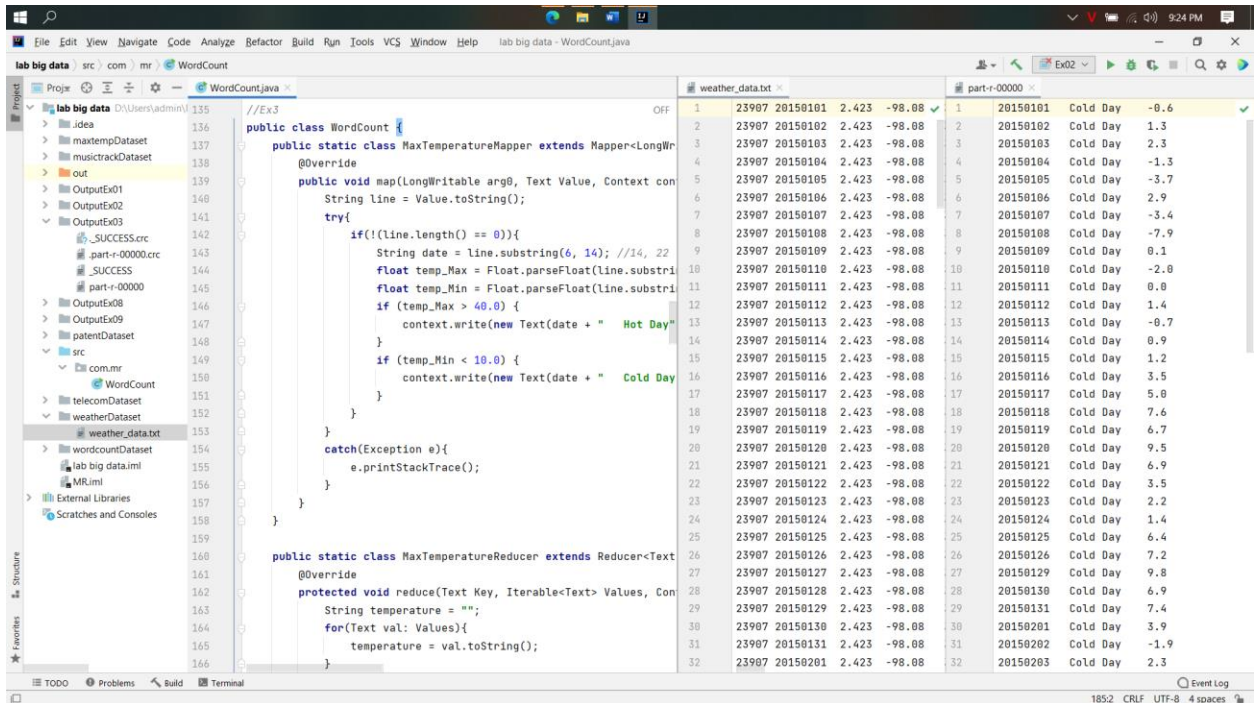 9:24 PM
File Edit View Navigate Code Analyze Refactor Build Run Tools VCS Window Help lab big data - WordCount.java
lab big data src com mr WordCount
Ex02
Project
WordCount.java
lab big data D:\Users\admin\
.idea
maxtempDataset
musictrackDataset
out
OutputEx01
OutputEx02
OutputEx03
._SUCCESS.crc
.part-r-00000.crc
_SUCCESS
part-r-00000
OutputEx08
OutputEx09
patentDataset
src
com.mr
WordCount
telecomDataset
weatherDataset
weather_data.txt
wordcountDataset
lab big data.iml
MR.iml
External Libraries
Scratches and Consoles
Structure
Favorites
135 //Ex3 OFF
136 public class WordCount {
137 public static class MaxTemperatureMapper extends Mapper<LongWr
138 @Override
139 public void map(LongWritable arg0, Text Value, Context con
140 String line = Value.toString();
141 try{
142 if(!(line.length() == 0)){
143 String date = line.substring(6, 14); //14, 22
144 float temp_Max = Float.parseFloat(line.substri
145 float temp_Min = Float.parseFloat(line.substri
146 if (temp_Max > 40.0) {
147 context.write(new Text(date + "   Hot Day"
148 }
149 if (temp_Min < 10.0) {
150 context.write(new Text(date + "   Cold Day
151 }
152 }
153 }
154 catch(Exception e){
155 e.printStackTrace();
156 }
157 }
158 }
159
160 public static class MaxTemperatureReducer extends Reducer<Text
161 @Override
162 protected void reduce(Text Key, Iterable<Text> Values, Con
163 String temperature = "";
164 for(Text val: Values){
165 temperature = val.toString();
166 }
weather_data.txt
1 23907 20150101 2.423 -98.08
2 23907 20150102 2.423 -98.08
3 23907 20150103 2.423 -98.08
4 23907 20150104 2.423 -98.08
5 23907 20150105 2.423 -98.08
6 23907 20150106 2.423 -98.08
7 23907 20150107 2.423 -98.08
8 23907 20150108 2.423 -98.08
9 23907 20150109 2.423 -98.08
10 23907 20150110 2.423 -98.08
11 23907 20150111 2.423 -98.08
12 23907 20150112 2.423 -98.08
13 23907 20150113 2.423 -98.08
14 23907 20150114 2.423 -98.08
15 23907 20150115 2.423 -98.08
16 23907 20150116 2.423 -98.08
17 23907 20150117 2.423 -98.08
18 23907 20150118 2.423 -98.08
19 23907 20150119 2.423 -98.08
20 23907 20150120 2.423 -98.08
21 23907 20150121 2.423 -98.08
22 23907 20150122 2.423 -98.08
23 23907 20150123 2.423 -98.08
24 23907 20150124 2.423 -98.08
25 23907 20150125 2.423 -98.08
26 23907 20150126 2.423 -98.08
27 23907 20150127 2.423 -98.08
28 23907 20150128 2.423 -98.08
29 23907 20150129 2.423 -98.08
30 23907 20150130 2.423 -98.08
31 23907 20150131 2.423 -98.08
32 23907 20150201 2.423 -98.08
part-r-00000
1 20150101 Cold Day -0.6
2 20150102 Cold Day 1.3
3 20150103 Cold Day 2.3
4 20150104 Cold Day -1.3
5 20150105 Cold Day -3.7
6 20150106 Cold Day 2.9
7 20150107 Cold Day -3.4
8 20150108 Cold Day -7.9
9 20150109 Cold Day 0.1
10 20150110 Cold Day -2.0
11 20150111 Cold Day 0.0
12 20150112 Cold Day 1.4
13 20150113 Cold Day -0.7
14 20150114 Cold Day 0.9
15 20150115 Cold Day 1.2
16 20150116 Cold Day 3.5
17 20150117 Cold Day 5.0
18 20150118 Cold Day 7.6
19 20150119 Cold Day 6.7
20 20150120 Cold Day 9.5
21 20150121 Cold Day 6.9
22 20150122 Cold Day 3.5
23 20150123 Cold Day 2.2
24 20150124 Cold Day 1.4
25 20150125 Cold Day 6.4
26 20150126 Cold Day 7.2
27 20150129 Cold Day 9.8
28 20150130 Cold Day 6.9
29 20150131 Cold Day 7.4
30 20150201 Cold Day 3.9
31 20150202 Cold Day -1.9
32 20150203 Cold Day 2.3
TODO Problems Build Terminal Event Log
185:2 CRLF UTF-8 4 spaces